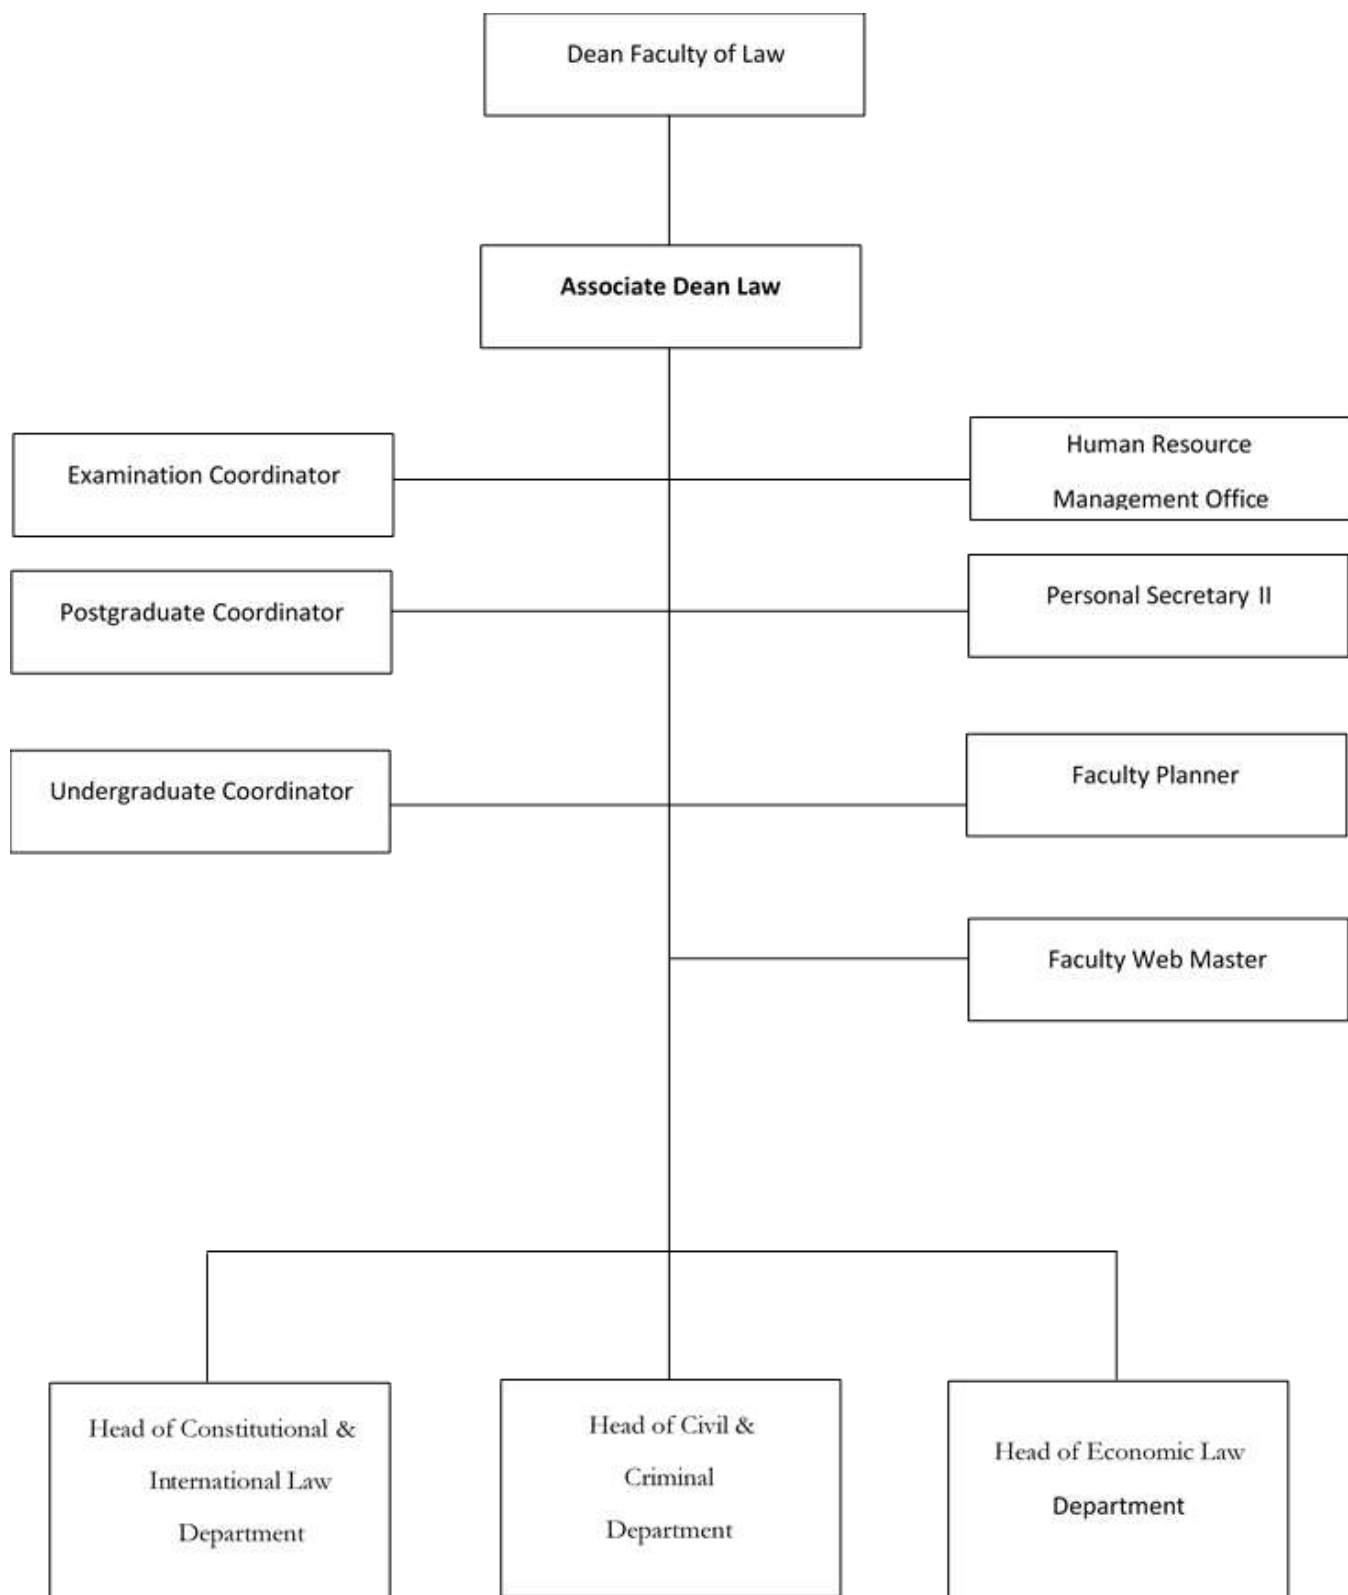 Dean Faculty of Law
Associate Dean Law
Examination Coordinator
Human Resource
Management Office
Postgraduate Coordinator
Personal Secretary II
Undergraduate Coordinator
Faculty Planner
Faculty Web Master
Head of Constitutional &
International Law
Department
Head of Civil &
Criminal
Department
Head of Economic Law
Department